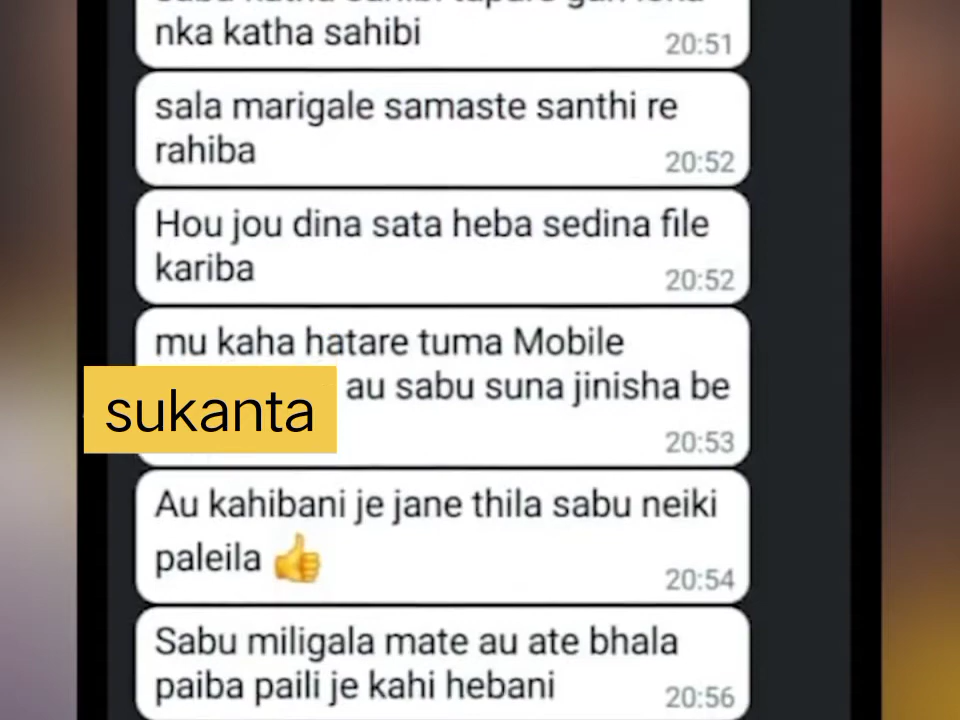 nka katha sahibi
20:51
sala marigale samaste santhi re
rahiba
20:52
Hou jou dina sata heba sedina file
kariba
20:52
mu kaha hatare tuma Mobile
sukanta au sabu suna jinisha be
20:53
Au kahibani je jane thila sabu neiki
paleila 👍
20:54
Sabu miligala mate au ate bhala
paiba paili je kahi hebani
20:56